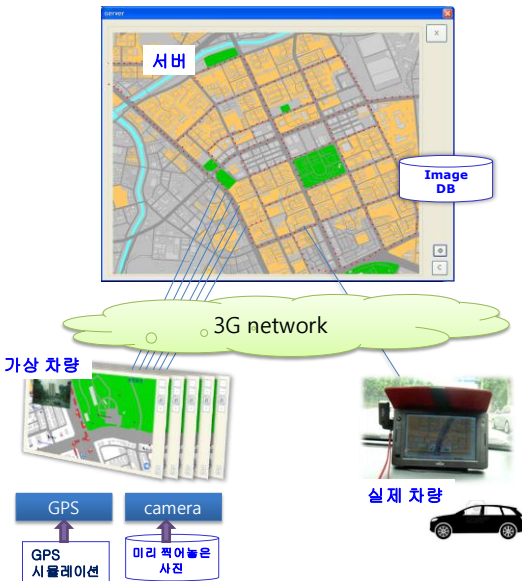 server
X
서버
Image
DB
C
3G network
가상 차량
실제 차량
GPS
camera
GPS
시뮬레이션
미리 찍어놓은
사진